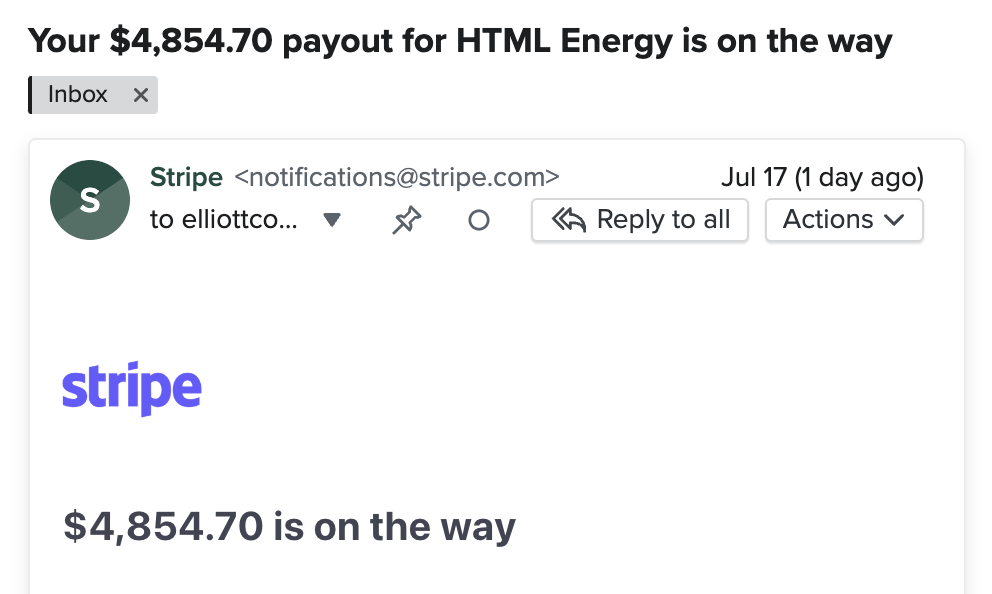 Your $4,854.70 payout for HTML Energy is on the way
Inbox ×
S
Stripe <notifications@stripe.com>
Jul 17 (1 day ago)
to elliottco...
Reply to all
Actions
stripe
$4,854.70 is on the way